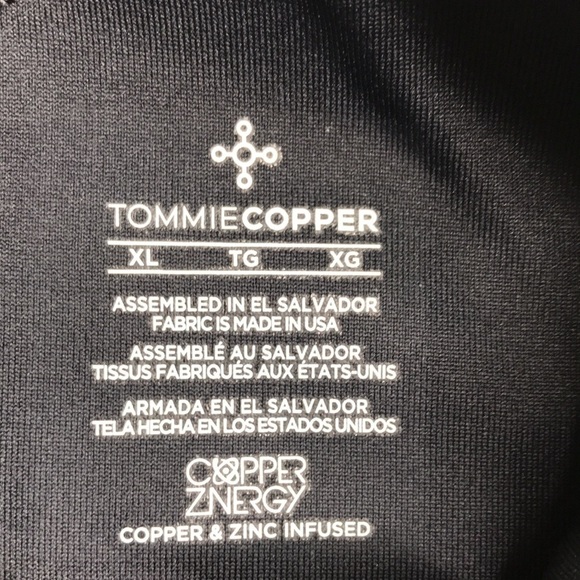 TOMMIECOPPER
XL TG XG
ASSEMBLED IN EL SALVADOR
FABRIC IS MADE IN USA
ASSEMBLÉ AU SALVADOR
TISSUS FABRIQUÉS AUX ÉTATS-UNIS
ARMADA EN EL SALVADOR
TELA HECHA EN LOS ESTADOS UNIDOS
COPPER
ZNERGY
COPPER & ZINC INFUSED